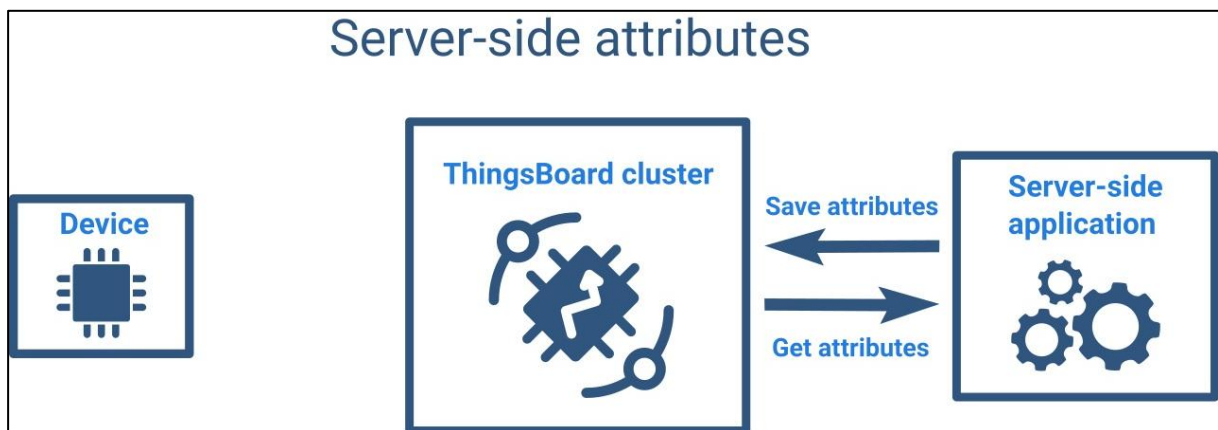 Server-side attributes
Device
ThingsBoard cluster
Save attributes
Get attributes
Server-side
application